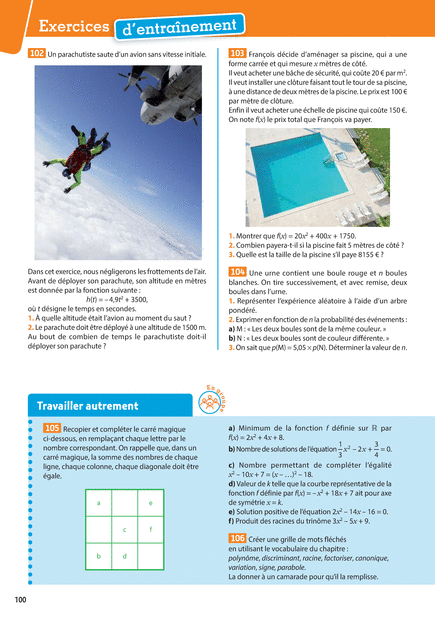 Exercices d'entraînement
102 Un parachutiste saute d'un avion sans vitesse initiale.
Dans cet exercice, nous négligerons les frottements de l'air.
Avant de déployer son parachute, son altitude en mètres
est donnée par la fonction suivante :
h(t) = –4,9t² + 3500,
où t désigne le temps en secondes.
1. À quelle altitude était l'avion au moment du saut ?
2. Le parachute doit être déployé à une altitude de 1500 m.
Au bout de combien de temps le parachutiste doit-il
déployer son parachute ?
103 François décide d'aménager sa piscine, qui a une
forme carrée et qui mesure x mètres de côté.
Il veut acheter une bâche de sécurité, qui coûte 20 € par m².
Il veut installer une clôture faisant tout le tour de sa piscine,
à une distance de deux mètres de la piscine. Le prix est 100 €
par mètre de clôture.
Enfin il veut acheter une échelle de piscine qui coûte 150 €.
On note f(x) le prix total que François va payer.
1. Montrer que f(x) = 20x² + 400x + 1750.
2. Combien payera-t-il si la piscine fait 5 mètres de côté ?
3. Quelle est la taille de la piscine s'il paye 8155 € ?
104 Une urne contient une boule rouge et n boules
blanches. On tire successivement, et avec remise, deux
boules dans l'urne.
1. Représenter l'expérience aléatoire à l'aide d'un arbre
pondéré.
2. Exprimer en fonction de n la probabilité des événements :
a) M : « Les deux boules sont de la même couleur. »
b) N : « Les deux boules sont de couleur différente. »
3. On sait que p(M) = 5,05 × p(N). Déterminer la valeur de n.
Travailler autrement
En groupe
105 Recopier et compléter le carré magique
ci-dessous, en remplaçant chaque lettre par le
nombre correspondant. On rappelle que, dans un
carré magique, la somme des nombres de chaque
ligne, chaque colonne, chaque diagonale doit être
égale.
a e
c f
b d
a) Minimum de la fonction f définie sur ℝ par
f(x) = 2x² + 4x + 8.
b) Nombre de solutions de l'équation 1/3 x² – 2x + 3/4 = 0.
c) Nombre permettant de compléter l'égalité
x² – 10x + 7 = (x – ...)² – 18.
d) Valeur de k telle que la courbe représentative de la
fonction f définie par f(x) = – x² + 18x + 7 ait pour axe
de symétrie x = k.
e) Solution positive de l'équation 2x² – 14x – 16 = 0.
f) Produit des racines du trinôme 3x² – 5x + 9.
106 Créer une grille de mots fléchés
en utilisant le vocabulaire du chapitre :
polynôme, discriminant, racine, factoriser, canonique,
variation, signe, parabole.
La donner à un camarade pour qu'il la remplisse.
100